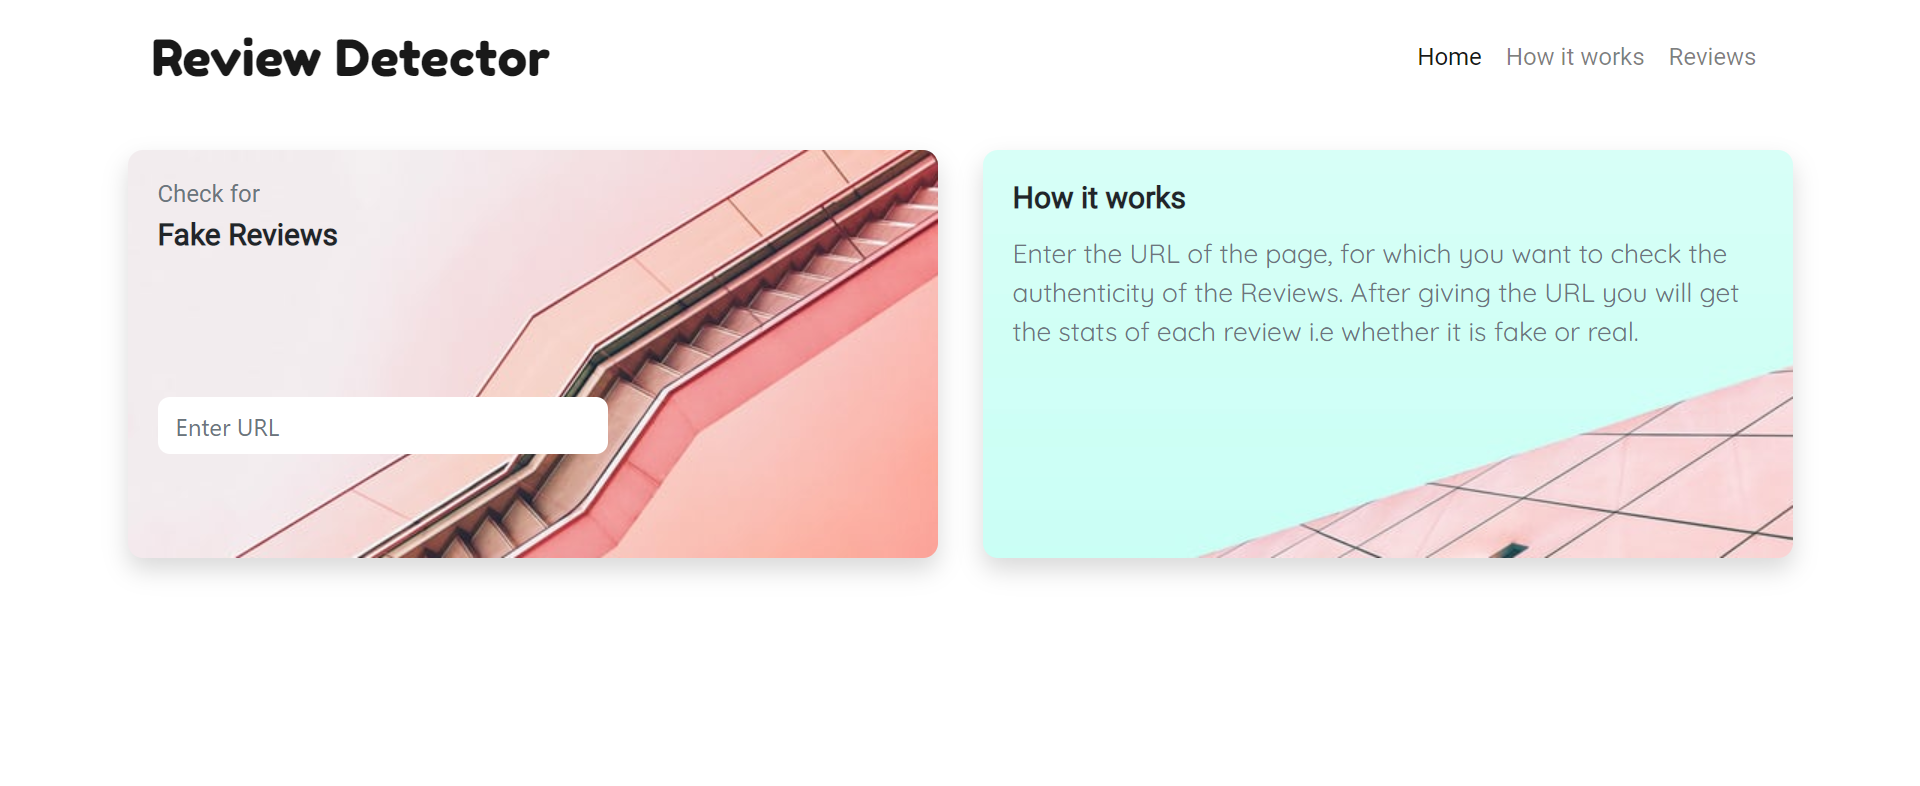 Review Detector
Home How it works Reviews
Check for
Fake Reviews
Enter URL
How it works
Enter the URL of the page, for which you want to check the
authenticity of the Reviews. After giving the URL you will get
the stats of each review i.e whether it is fake or real.